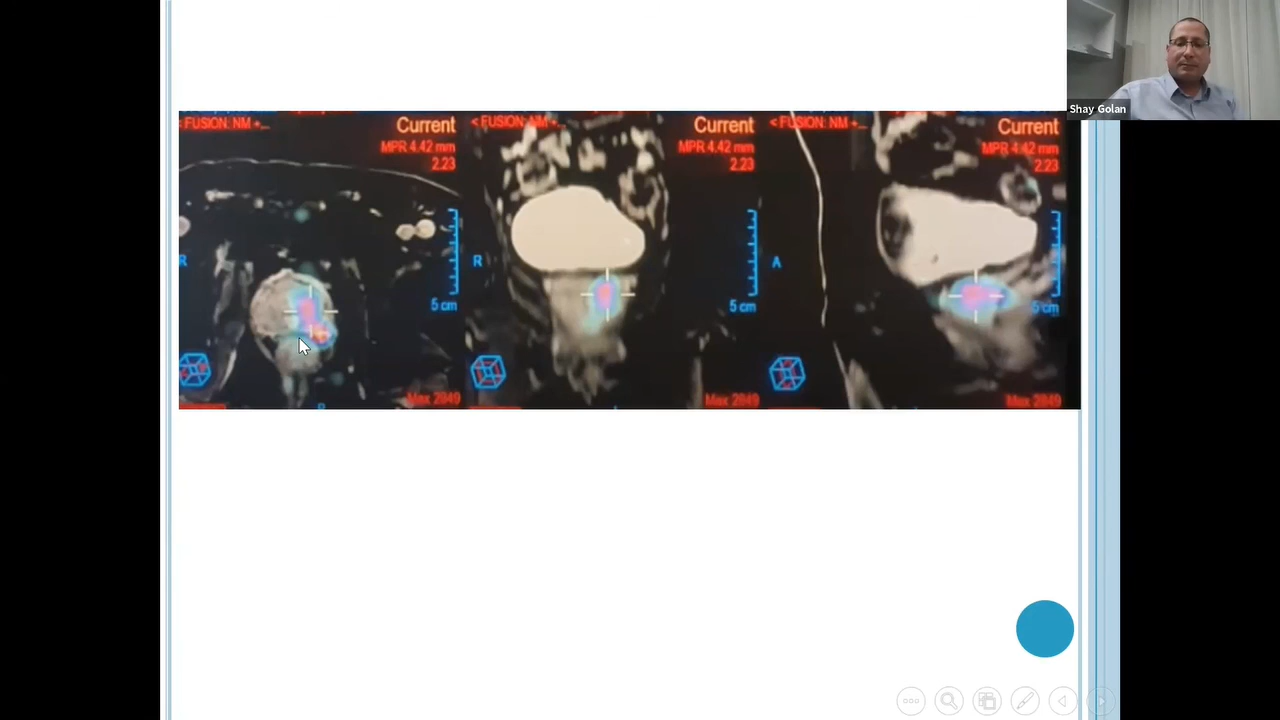 Shay Golan
< FUSION: NM +...
Current
MPR 4.42 mm
2.23
R
5 cm
Max 2849
< FUSION: NM +...
Current
MPR 4.42 mm
2.23
R
5 cm
Max 2849
< FUSION: NM +...
Current
MPR 4.42 mm
2.23
A
5 cm
Max 2849